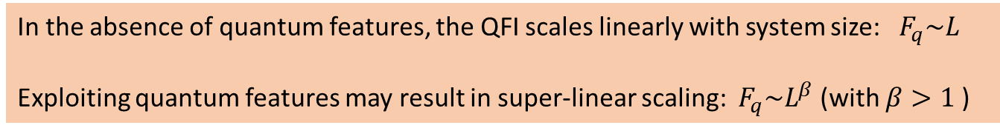 In the absence of quantum features, the QFI scales linearly with system size: F_q~L
Exploiting quantum features may result in super-linear scaling: F_q~L^β (with β > 1 )